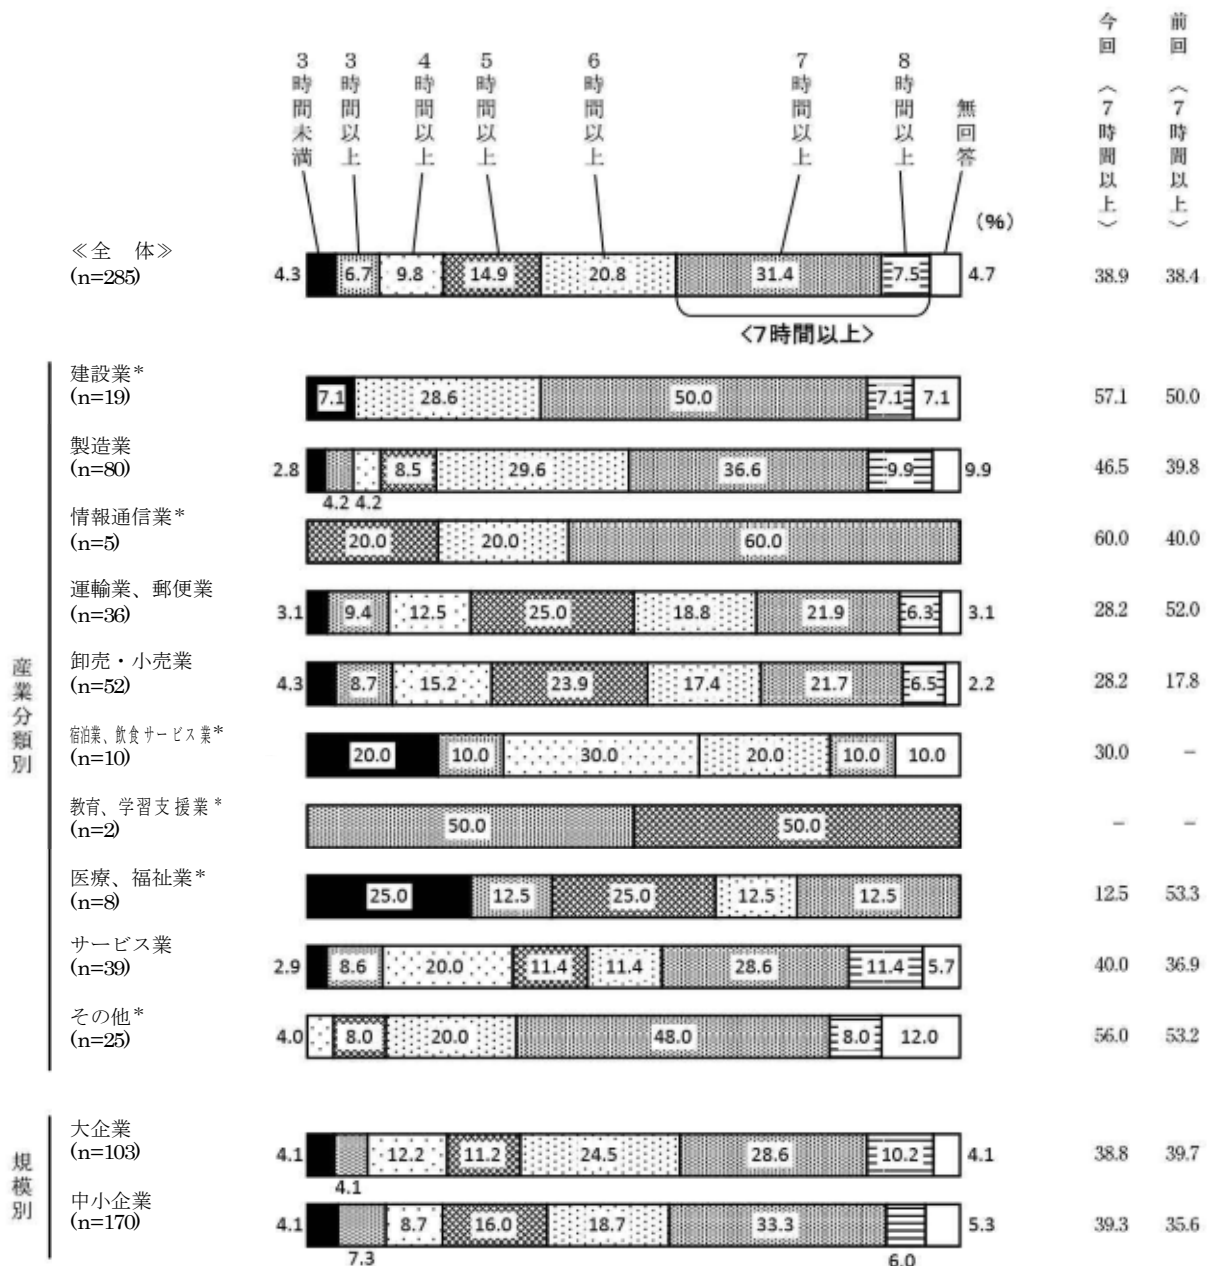 3時間未満
3時間以上
4時間以上
5時間以上
6時間以上
7時間以上
8時間以上
無回答
今回〈7時間以上〉
前回〈7時間以上〉
(%)
≪全 体≫
(n=285)
4.3 6.7 9.8 14.9 20.8 31.4 7.5 4.7 38.9 38.4
<7時間以上>
産業分類別
建設業*
(n=19)
7.1 28.6 50.0 7.1 7.1 57.1 50.0
製造業
(n=80)
2.8 8.5 29.6 36.6 9.9 9.9 46.5 39.8
4.2 4.2
情報通信業*
(n=5)
20.0 20.0 60.0 60.0 40.0
運輸業、郵便業
(n=36)
3.1 9.4 12.5 25.0 18.8 21.9 6.3 3.1 28.2 52.0
卸売・小売業
(n=52)
4.3 8.7 15.2 23.9 17.4 21.7 6.5 2.2 28.2 17.8
宿泊業、飲食サービス業*
(n=10)
20.0 10.0 30.0 20.0 10.0 10.0 30.0 −
教育、学習支援業*
(n=2)
50.0 50.0 − −
医療、福祉業*
(n=8)
25.0 12.5 25.0 12.5 12.5 12.5 53.3
サービス業
(n=39)
2.9 8.6 20.0 11.4 11.4 28.6 11.4 5.7 40.0 36.9
その他*
(n=25)
4.0 8.0 20.0 48.0 8.0 12.0 56.0 53.2
規模別
大企業
(n=103)
4.1 12.2 11.2 24.5 28.6 10.2 4.1 38.8 39.7
4.1
中小企業
(n=170)
4.1 8.7 16.0 18.7 33.3 5.3 39.3 35.6
7.3 6.0